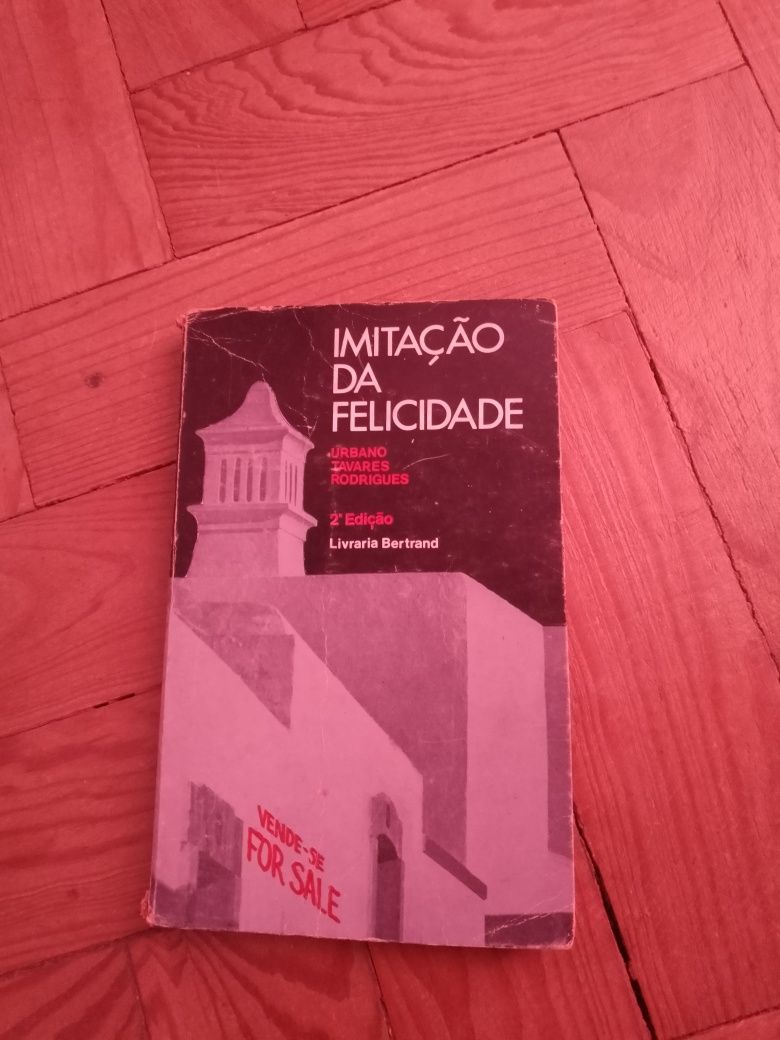 IMITAÇÃO
DA
FELICIDADE
URBANO
TAVARES
RODRIGUES
2ª Edição
Livraria Bertrand
VENDE-SE
FOR SALE